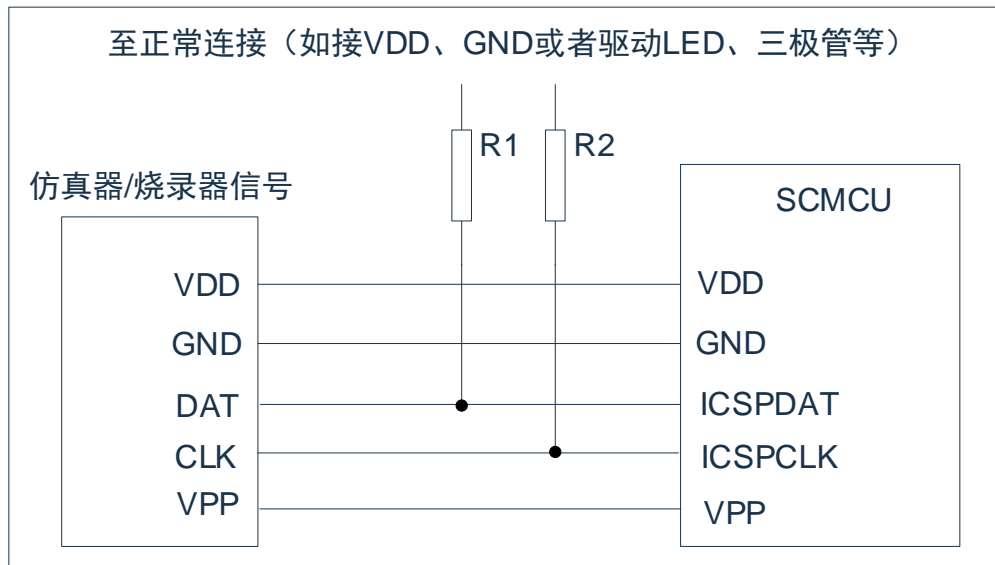 至正常连接（如接VDD、GND或者驱动LED、三极管等）
R1
R2
仿真器/烧录器信号
SCMCU
VDD
VDD
GND
GND
DAT
ICSPDAT
CLK
ICSPCLK
VPP
VPP